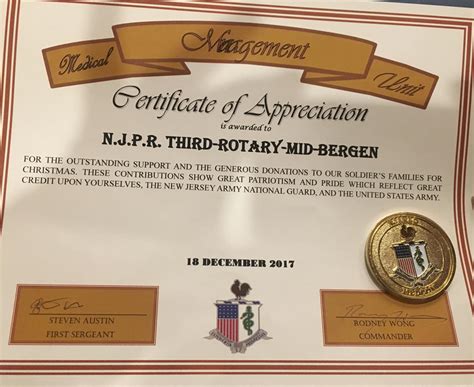 Medical Management Unit
Certificate of Appreciation
is awarded to
N.J.P.R. THIRD-ROTARY-MID-BERGEN
FOR THE OUTSTANDING SUPPORT AND THE GENEROUS DONATIONS TO OUR SOLDIER'S FAMILIES FOR
CHRISTMAS. THESE CONTRIBUTIONS SHOW GREAT PATRIOTISM AND PRIDE WHICH REFLECT GREAT
CREDIT UPON YOURSELVES, THE NEW JERSEY ARMY NATIONAL GUARD, AND THE UNITED STATES ARMY.
18 DECEMBER 2017
STEVEN AUSTIN
FIRST SERGEANT
RODNEY WONG
COMMANDER